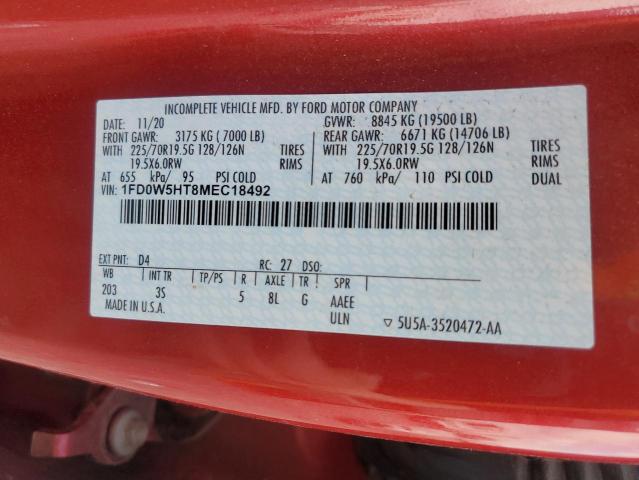 INCOMPLETE VEHICLE MFD. BY FORD MOTOR COMPANY
DATE: 11/20 GVWR: 8845 KG (19500 LB)
FRONT GAWR: 3175 KG ( 7000 LB) REAR GAWR: 6671 KG (14706 LB)
WITH 225/70R19.5G 128/126N TIRES WITH 225/70R19.5G 128/126N TIRES
19.5X6.0RW RIMS 19.5X6.0RW RIMS
AT 655 kPa/ 95 PSI COLD AT 760 kPa/ 110 PSI COLD DUAL
VIN: 1FD0W5HT8MEC18492
EXT PNT: D4 RC: 27 DSO:
WB INT TR TP/PS R AXLE TR SPR
203 3S 5 8L G AAEE
MADE IN U.S.A. ULN ▽ 5U5A-3520472-AA